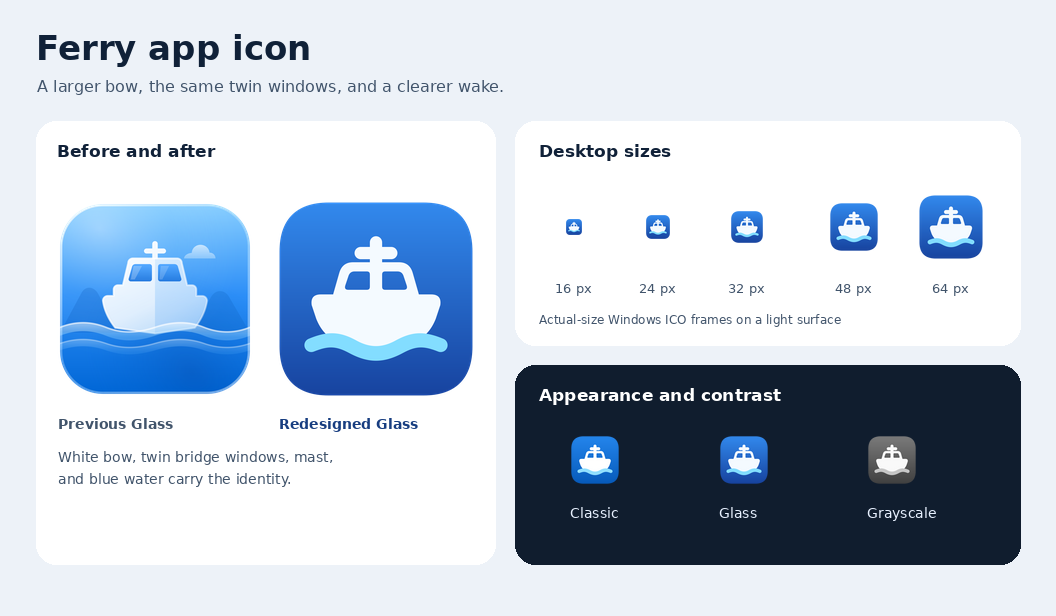 Ferry app icon
A larger bow, the same twin windows, and a clearer wake.
Before and after
Previous Glass
Redesigned Glass
White bow, twin bridge windows, mast,
and blue water carry the identity.
Desktop sizes
16 px
24 px
32 px
48 px
64 px
Actual-size Windows ICO frames on a light surface
Appearance and contrast
Classic
Glass
Grayscale